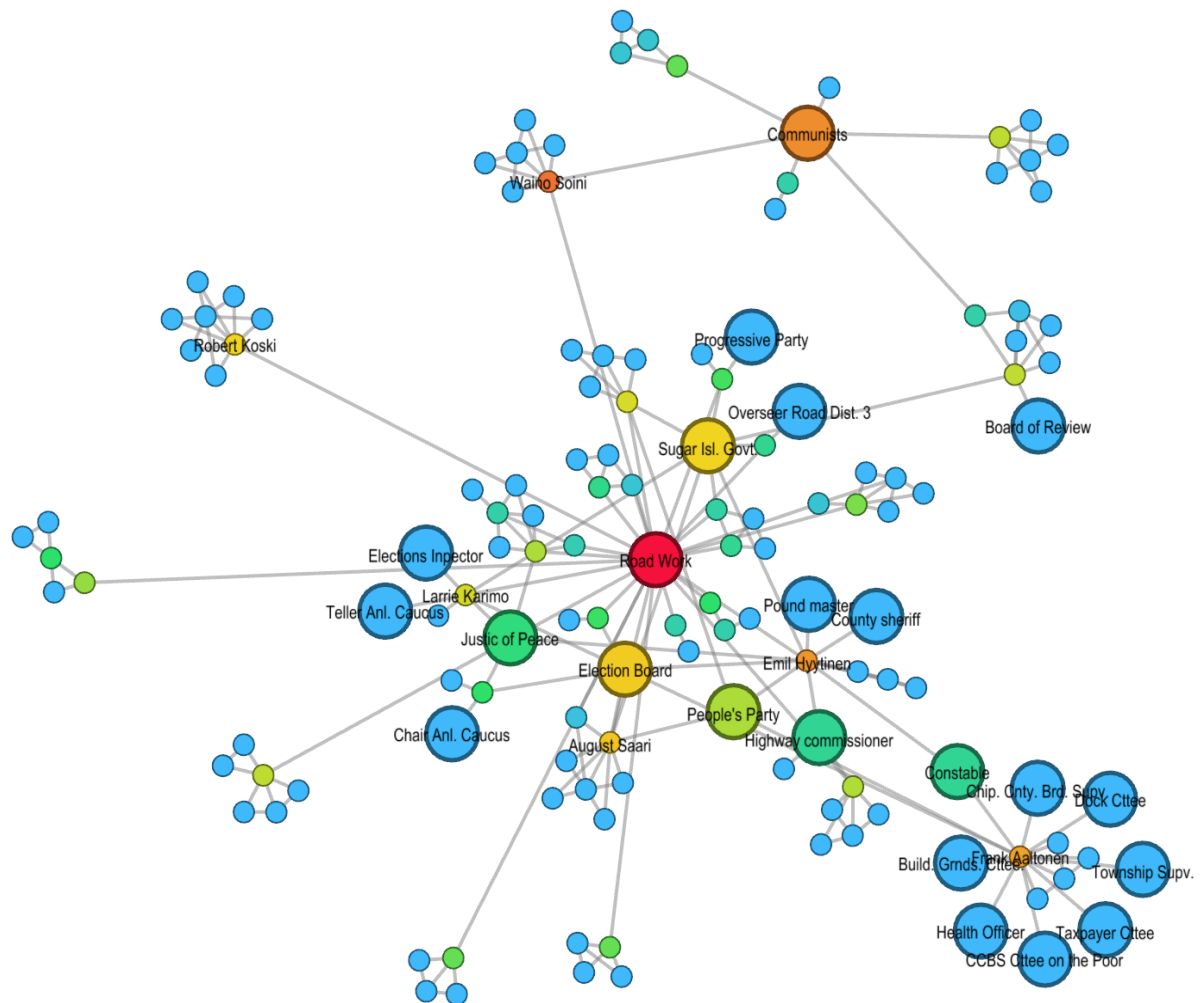 Communists
Waino Soini
Robert Koski
Progressive Party
Overseer Road Dist. 3
Board of Review
Sugar Isl. Govt.
Elections Inpector
Road Work
Larrie Karimo
Teller Anl. Caucus
Pound master
County sheriff
Justic of Peace
Election Board
Emil Hyytinen
People's Party
Chair Anl. Caucus
August Saari
Highway commissioner
Constable
Chip. Cnty. Brd. Supv.
Dock Cttee
Frank Aaltonen
Build. Grnds. Cttee.
Township Supv.
Health Officer
Taxpayer Cttee
CCBS Cttee on the Poor